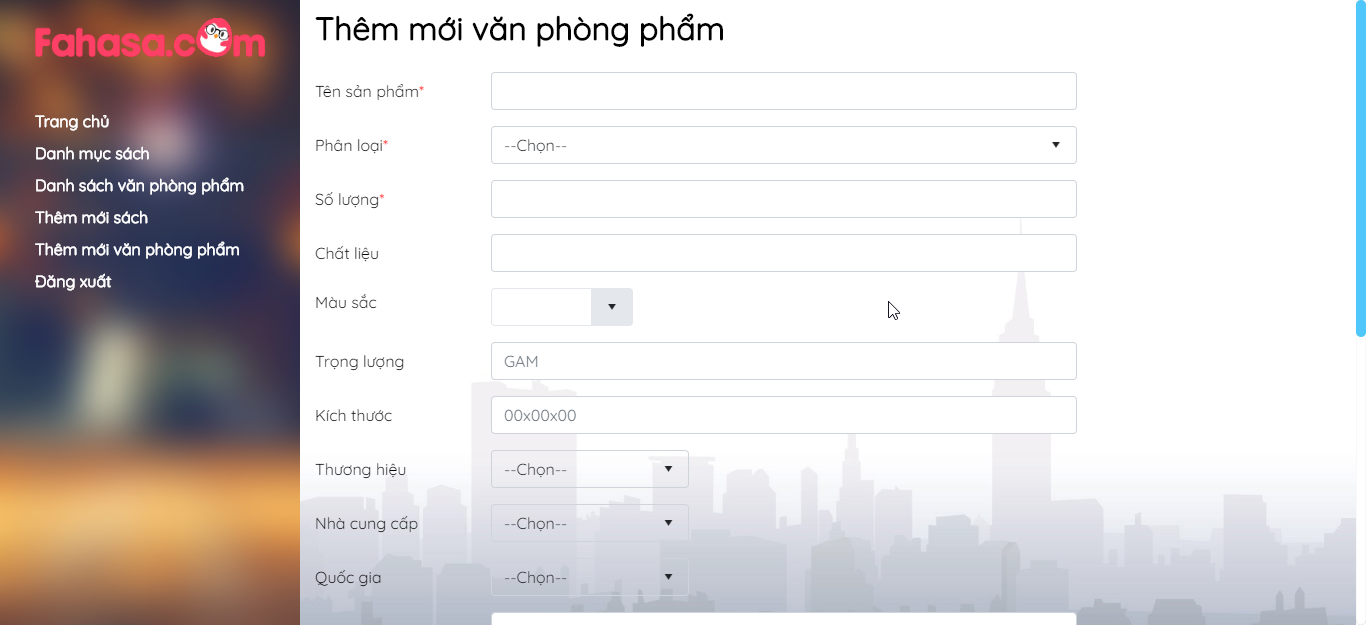 Fahasa.com
Trang chủ
Danh mục sách
Danh sách văn phòng phẩm
Thêm mới sách
Thêm mới văn phòng phẩm
Đăng xuất
Thêm mới văn phòng phẩm
Tên sản phẩm*
Phân loại*
--Chọn--
Số lượng*
Chất liệu
Màu sắc
Trọng lượng
GAM
Kích thước
00x00x00
Thương hiệu
--Chọn--
Nhà cung cấp
--Chọn--
Quốc gia
--Chọn--